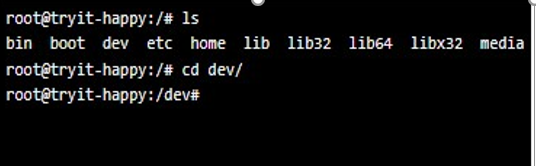 root@tryit-happy:/# ls
bin boot dev etc home lib lib32 lib64 libx32 media
root@tryit-happy:/# cd dev/
root@tryit-happy:/dev#